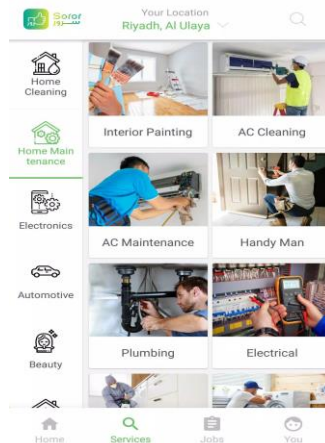 Soror
سرور
Your Location
Riyadh, Al Ulaya
Home
Cleaning
Home Main
tenance
Electronics
Automotive
Beauty
Interior Painting
AC Cleaning
AC Maintenance
Handy Man
Plumbing
Electrical
Home
Services
Jobs
You